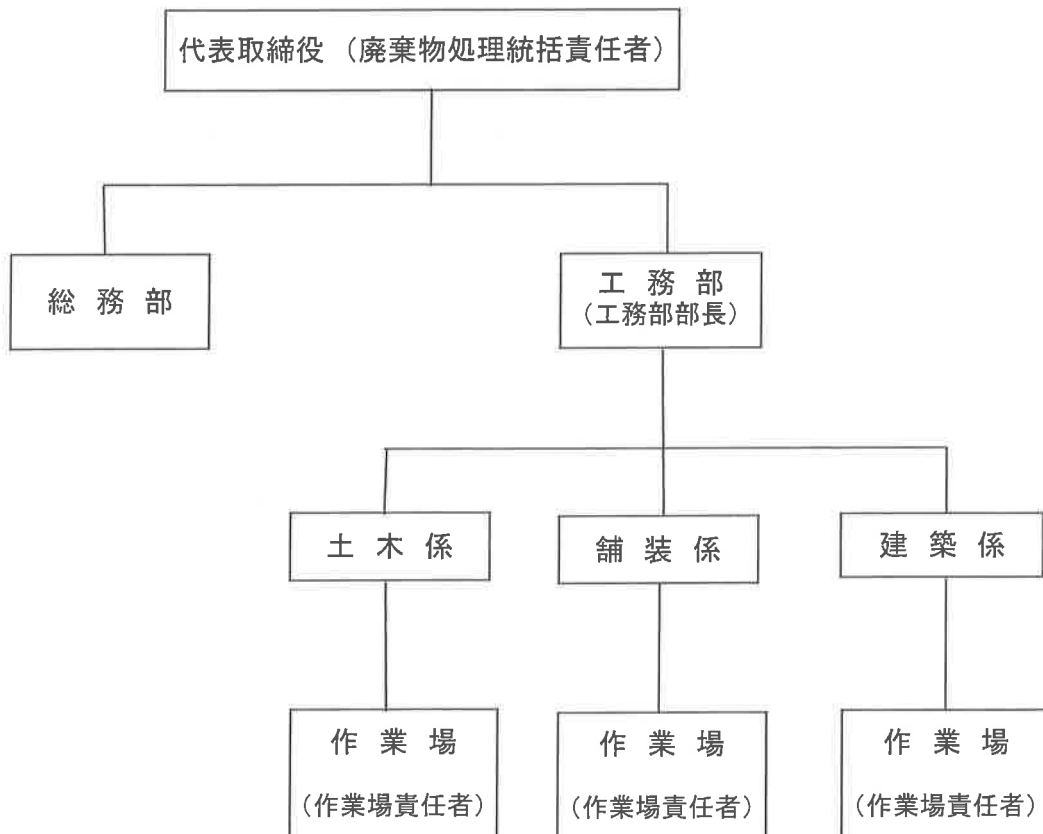 代表取締役（廃棄物処理統括責任者）
総務部
工務部
（工務部部長）
土木係
舗装係
建築係
作業場
（作業場責任者）
作業場
（作業場責任者）
作業場
（作業場責任者）